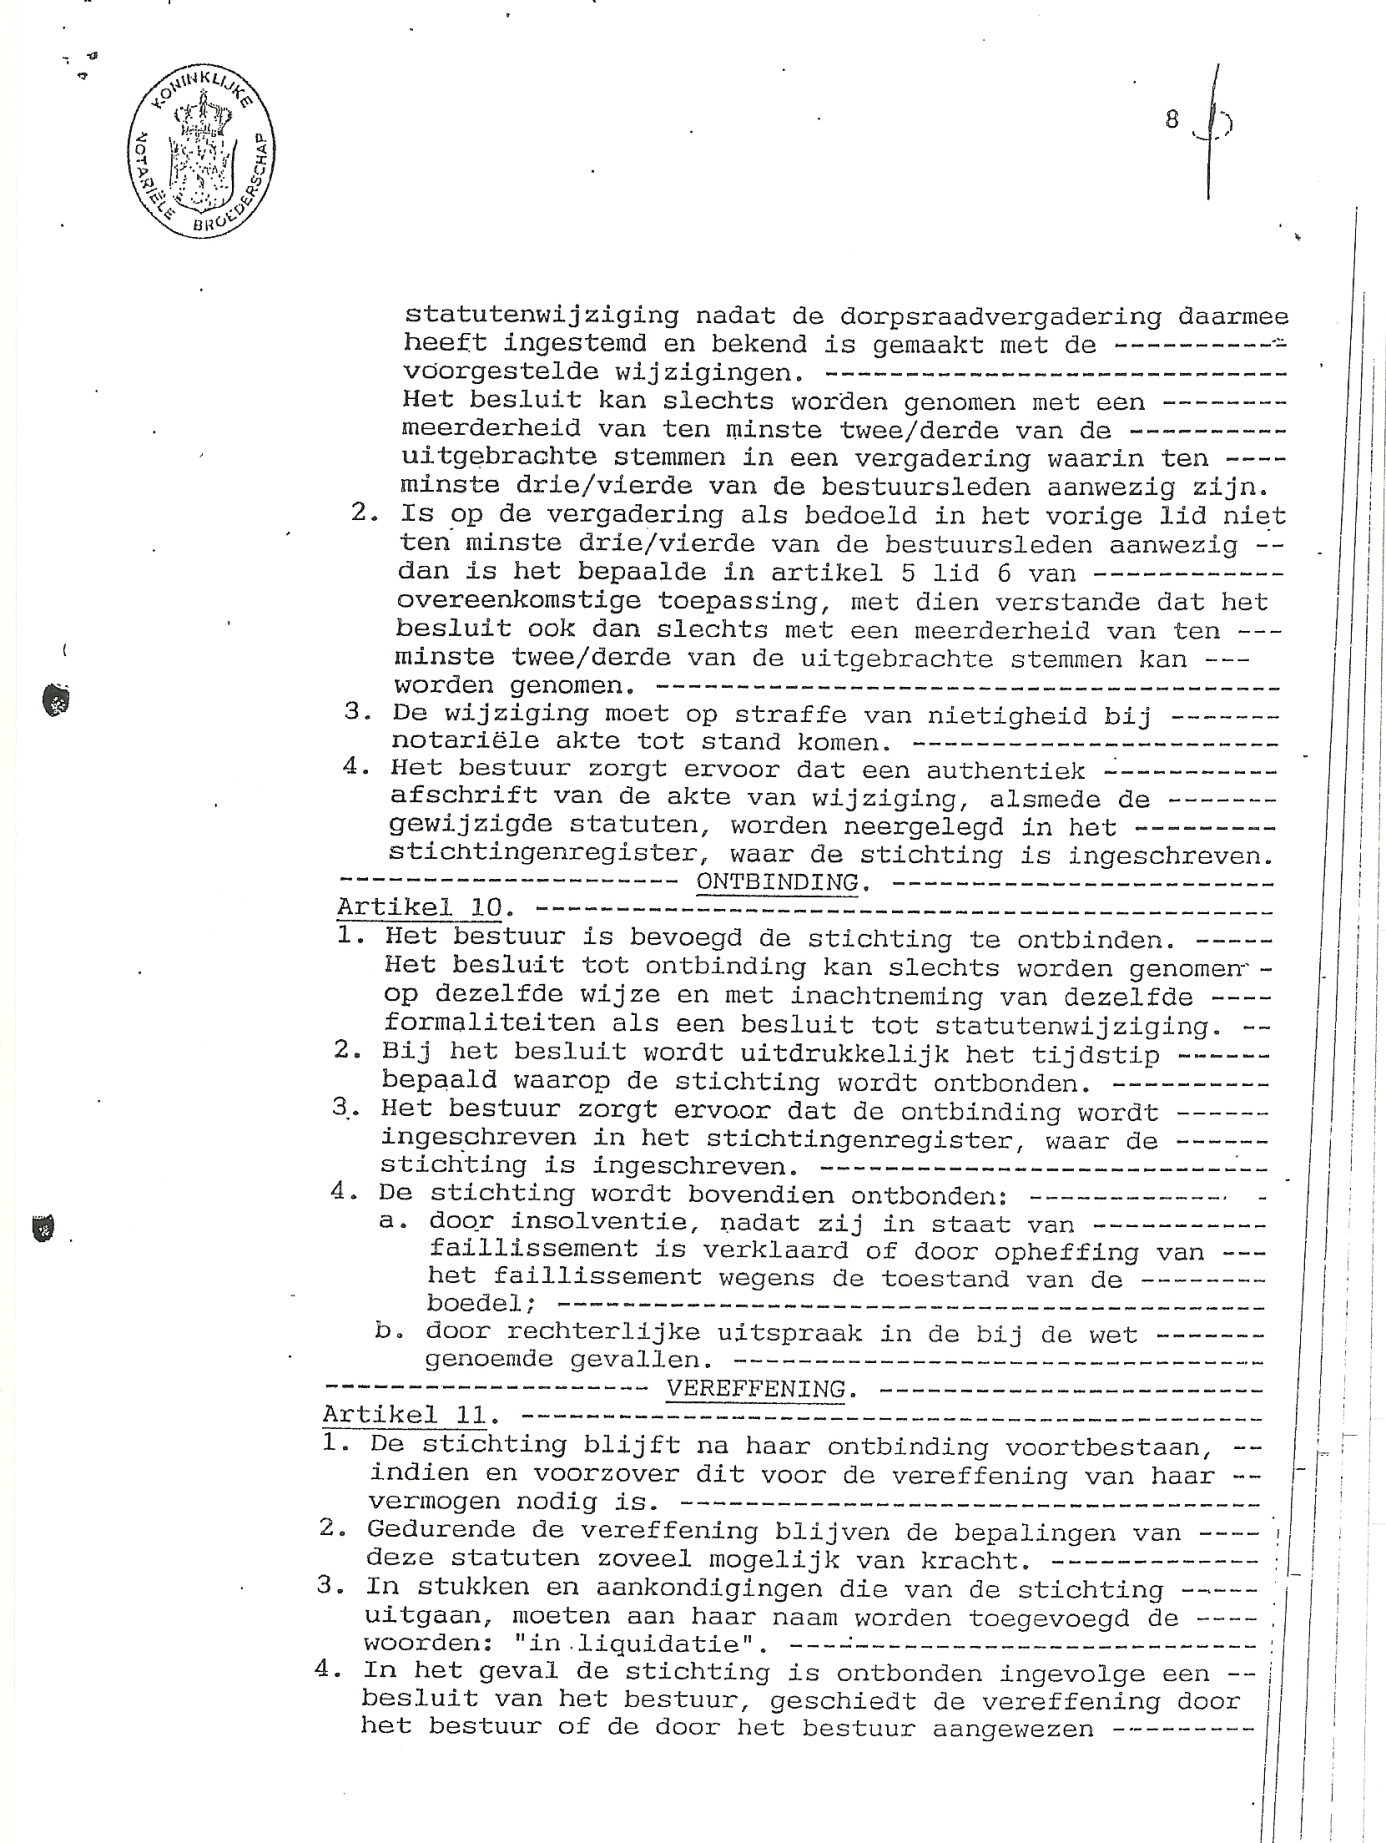 KONINKLIJKE
NOTARIËLE BROEDERSCHAP
8
statutenwijziging nadat de dorpsraadvergadering daarmee
heeft ingestemd en bekend is gemaakt met de ----------
voorgestelde wijzigingen. -----------------------------
Het besluit kan slechts worden genomen met een --------
meerderheid van ten minste twee/derde van de ----------
uitgebrachte stemmen in een vergadering waarin ten ----
minste drie/vierde van de bestuursleden aanwezig zijn.
2. Is op de vergadering als bedoeld in het vorige lid niet
ten minste drie/vierde van de bestuursleden aanwezig --
dan is het bepaalde in artikel 5 lid 6 van ------------
overeenkomstige toepassing, met dien verstande dat het
besluit ook dan slechts met een meerderheid van ten ---
minste twee/derde van de uitgebrachte stemmen kan ---
worden genomen. ---------------------------------------
3. De wijziging moet op straffe van nietigheid bij -------
notariële akte tot stand komen. -----------------------
4. Het bestuur zorgt ervoor dat een authentiek -----------
afschrift van de akte van wijziging, alsmede de -------
gewijzigde statuten, worden neergelegd in het ---------
stichtingenregister, waar de stichting is ingeschreven.
--------------------- ONTBINDING. ------------------------
Artikel 10. ----------------------------------------------
1. Het bestuur is bevoegd de stichting te ontbinden. -----
Het besluit tot ontbinding kan slechts worden genomen -
op dezelfde wijze en met inachtneming van dezelfde ----
formaliteiten als een besluit tot statutenwijziging. --
2. Bij het besluit wordt uitdrukkelijk het tijdstip ------
bepaald waarop de stichting wordt ontbonden. ----------
3. Het bestuur zorgt ervoor dat de ontbinding wordt ------
ingeschreven in het stichtingenregister, waar de ------
stichting is ingeschreven. ----------------------------
4. De stichting wordt bovendien ontbonden: ------------ -
a. door insolventie, nadat zij in staat van -----------
faillissement is verklaard of door opheffing van ---
het faillissement wegens de toestand van de --------
boedel; --------------------------------------------
b. door rechterlijke uitspraak in de bij de wet -------
genoemde gevallen. ---------------------------------
-------------------- VEREFFENING. ------------------------
Artikel 11. ----------------------------------------------
1. De stichting blijft na haar ontbinding voortbestaan, --
indien en voorzover dit voor de vereffening van haar --
vermogen nodig is. ------------------------------------
2. Gedurende de vereffening blijven de bepalingen van ----
deze statuten zoveel mogelijk van kracht. -------------
3. In stukken en aankondigingen die van de stichting -----
uitgaan, moeten aan haar naam worden toegevoegd de ----
woorden: "in liquidatie". -----------------------------
4. In het geval de stichting is ontbonden ingevolge een --
besluit van het bestuur, geschiedt de vereffening door
het bestuur of de door het bestuur aangewezen ---------